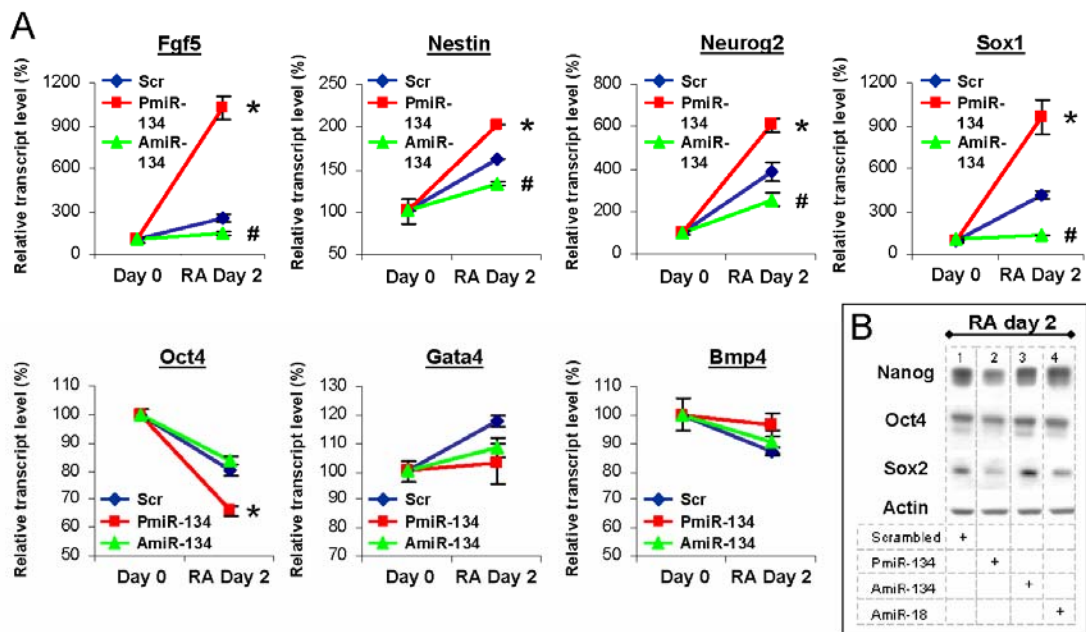 A
Fgf5
Relative transcript level (%)
1200
900
600
300
0
Scr
PmiR-
134
AmiR-
134
*
#
Day 0 RA Day 2
Nestin
Relative transcript level (%)
250
200
150
100
50
Scr
PmiR-
134
AmiR-
134
*
#
Day 0 RA Day 2
Neurog2
Relative transcript level (%)
800
600
400
200
0
Scr
PmiR-
134
AmiR-
134
*
#
Day 0 RA Day 2
Sox1
Relative transcript level (%)
1200
900
600
300
0
Scr
PmiR-
134
AmiR-
134
*
#
Day 0 RA Day 2
Oct4
Relative transcript level (%)
110
100
90
80
70
60
50
Scr
PmiR-134
AmiR-134
*
Day 0 RA Day 2
Gata4
Relative transcript level (%)
130
120
110
100
90
80
70
Scr
PmiR-134
AmiR-134
Day 0 RA Day 2
Bmp4
Relative transcript level (%)
110
100
90
80
70
60
50
Scr
PmiR-134
AmiR-134
Day 0 RA Day 2
B
RA day 2
1 2 3 4
Nanog
Oct4
Sox2
Actin
Scrambled +
PmiR-134 +
AmiR-134 +
AmiR-18 +